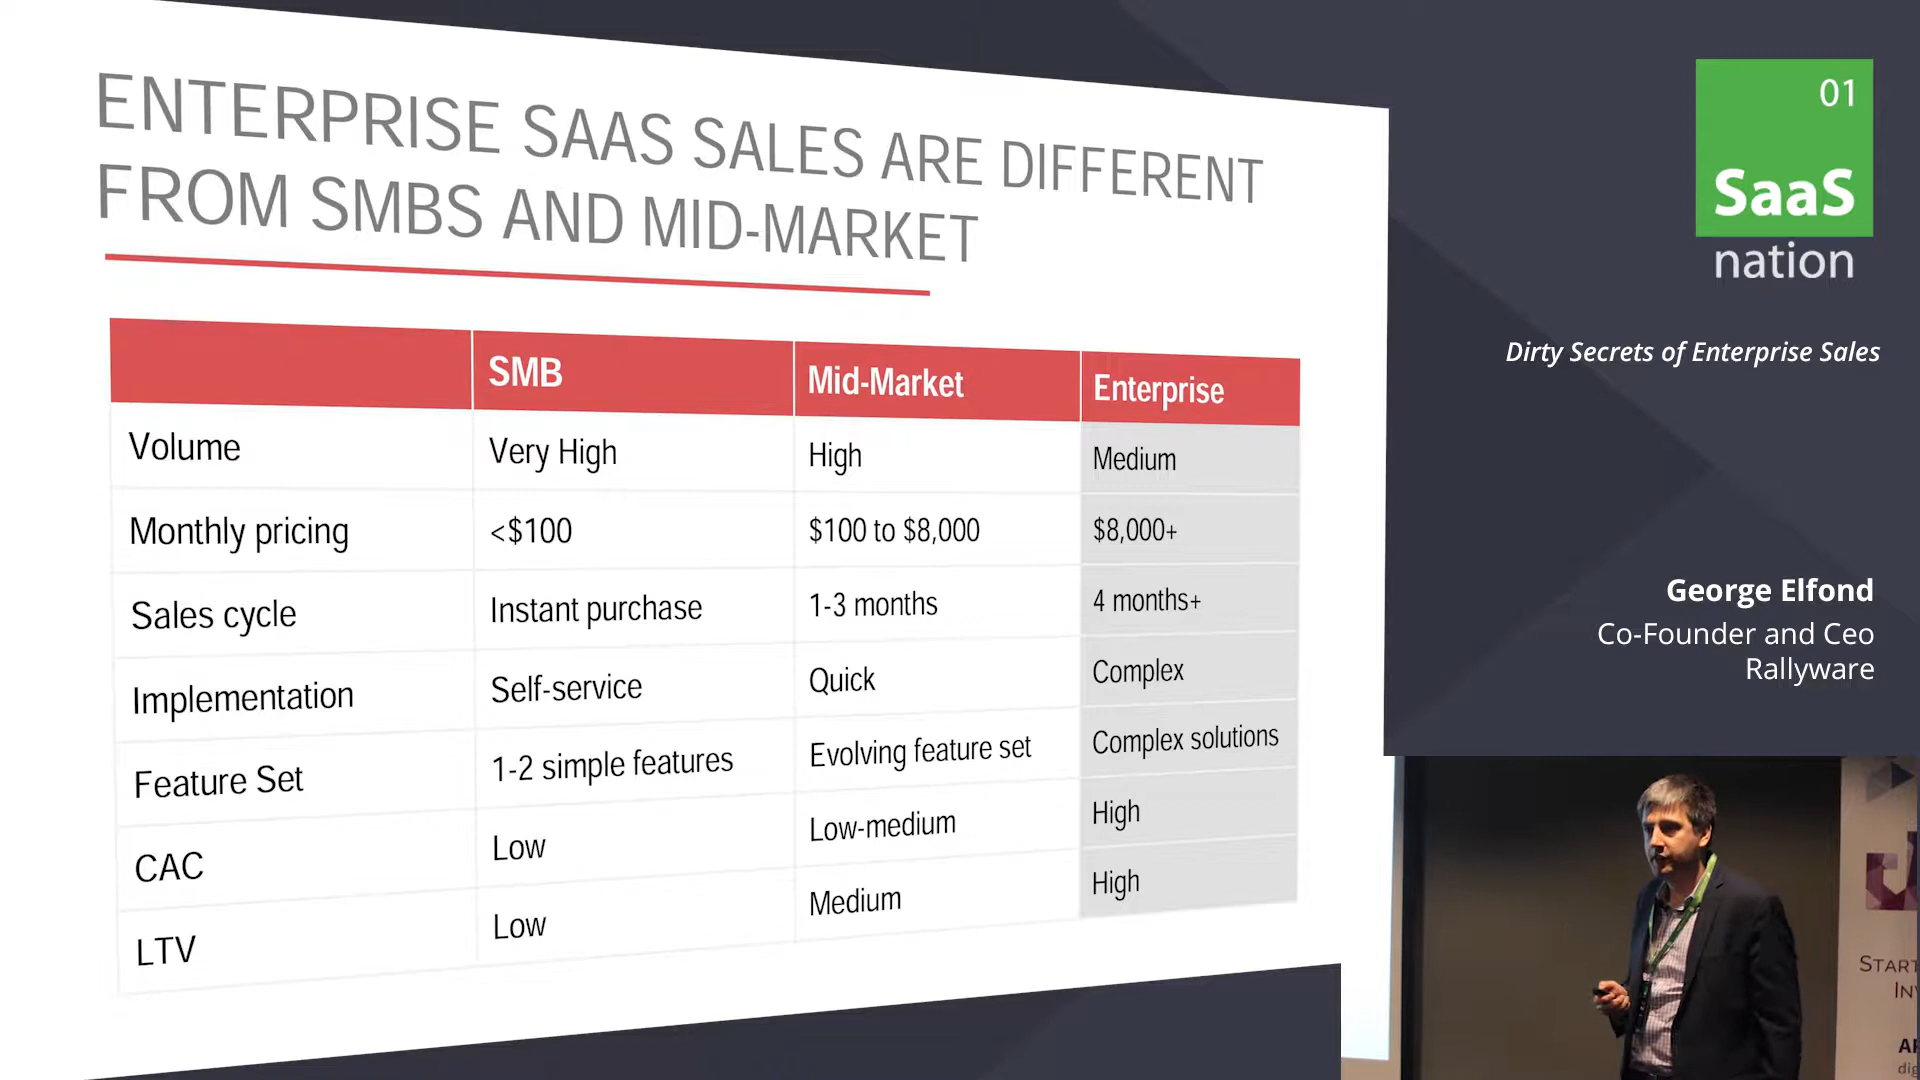 ENTERPRISE SAAS SALES ARE DIFFERENT
FROM SMBS AND MID-MARKET
SMB Mid-Market Enterprise
Volume Very High High Medium
Monthly pricing <$100 $100 to $8,000 $8,000+
Sales cycle Instant purchase 1-3 months 4 months+
Implementation Self-service Quick Complex
Feature Set 1-2 simple features Evolving feature set Complex solutions
CAC Low Low-medium High
LTV Low Medium High
01
SaaS
nation
Dirty Secrets of Enterprise Sales
George Elfond
Co-Founder and Ceo
Rallyware